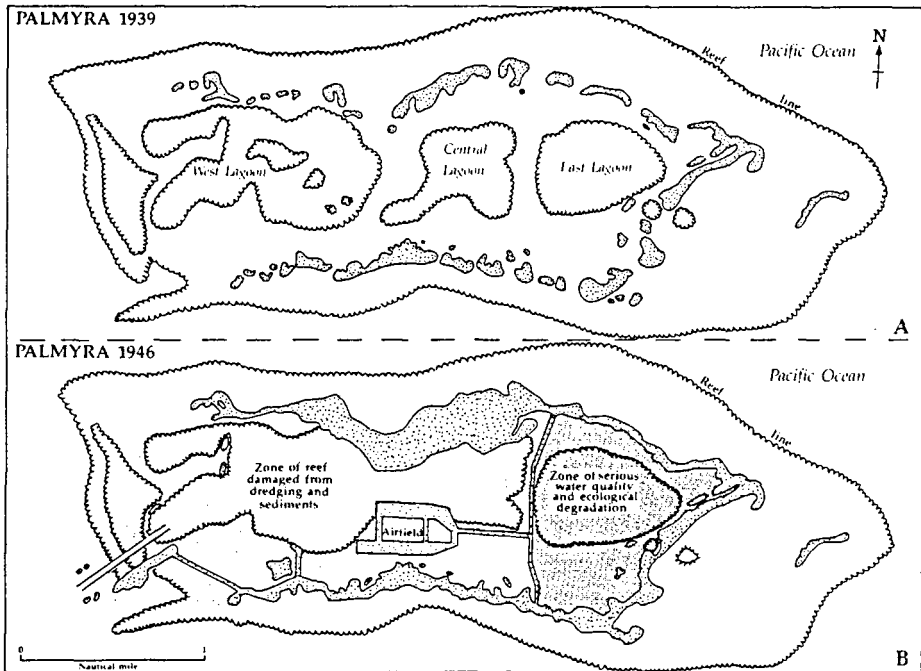 PALMYRA 1939
N
Reef
line
Pacific Ocean
West Lagoon
Central
Lagoon
East Lagoon
A
PALMYRA 1946
Reef
line
Pacific Ocean
Zone of reef
damaged from
dredging and
sediments
Zone of serious
water quality
and ecological
degradation
Airfield
0
1
Nautical mile
B